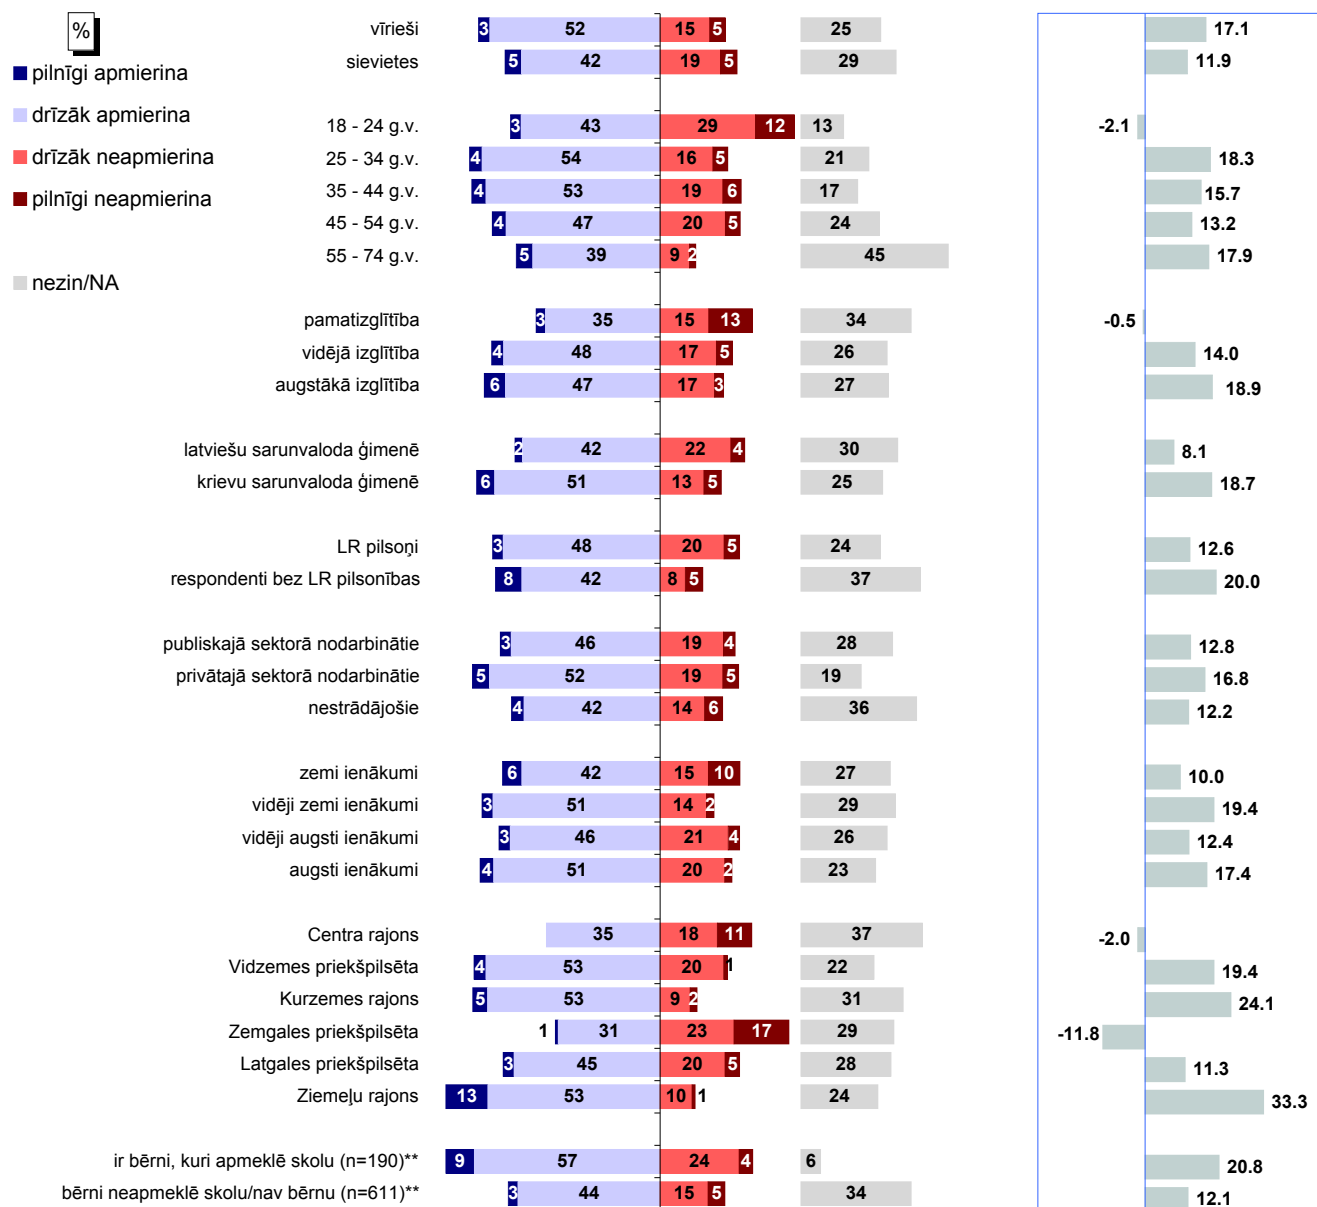 %
pilnīgi apmierina
drīzāk apmierina
drīzāk neapmierina
pilnīgi neapmierina
nezin/NA
vīrieši 3 52 15 5 25 17.1
sievietes 5 42 19 5 29 11.9
18 - 24 g.v. 3 43 29 12 13 -2.1
25 - 34 g.v. 4 54 16 5 21 18.3
35 - 44 g.v. 4 53 19 6 17 15.7
45 - 54 g.v. 4 47 20 5 24 13.2
55 - 74 g.v. 5 39 9 2 45 17.9
pamatizglītība 3 35 15 13 34 -0.5
vidējā izglītība 4 48 17 5 26 14.0
augstākā izglītība 6 47 17 3 27 18.9
latviešu sarunvaloda ģimenē 2 42 22 4 30 8.1
krievu sarunvaloda ģimenē 6 51 13 5 25 18.7
LR pilsoņi 3 48 20 5 24 12.6
respondenti bez LR pilsonības 8 42 8 5 37 20.0
publiskajā sektorā nodarbinātie 3 46 19 4 28 12.8
privātajā sektorā nodarbinātie 5 52 19 5 19 16.8
nestrādājošie 4 42 14 6 36 12.2
zemi ienākumi 6 42 15 10 27 10.0
vidēji zemi ienākumi 3 51 14 2 29 19.4
vidēji augsti ienākumi 3 46 21 4 26 12.4
augsti ienākumi 4 51 20 2 23 17.4
Centra rajons 35 18 11 37 -2.0
Vidzemes priekšpilsēta 4 53 20 1 22 19.4
Kurzemes rajons 5 53 9 2 31 24.1
Zemgales priekšpilsēta 1 31 23 17 29 -11.8
Latgales priekšpilsēta 3 45 20 5 28 11.3
Ziemeļu rajons 13 53 10 1 24 33.3
ir bērni, kuri apmeklē skolu (n=190)** 9 57 24 4 6 20.8
bērni neapmeklē skolu/nav bērnu (n=611)** 3 44 15 5 34 12.1